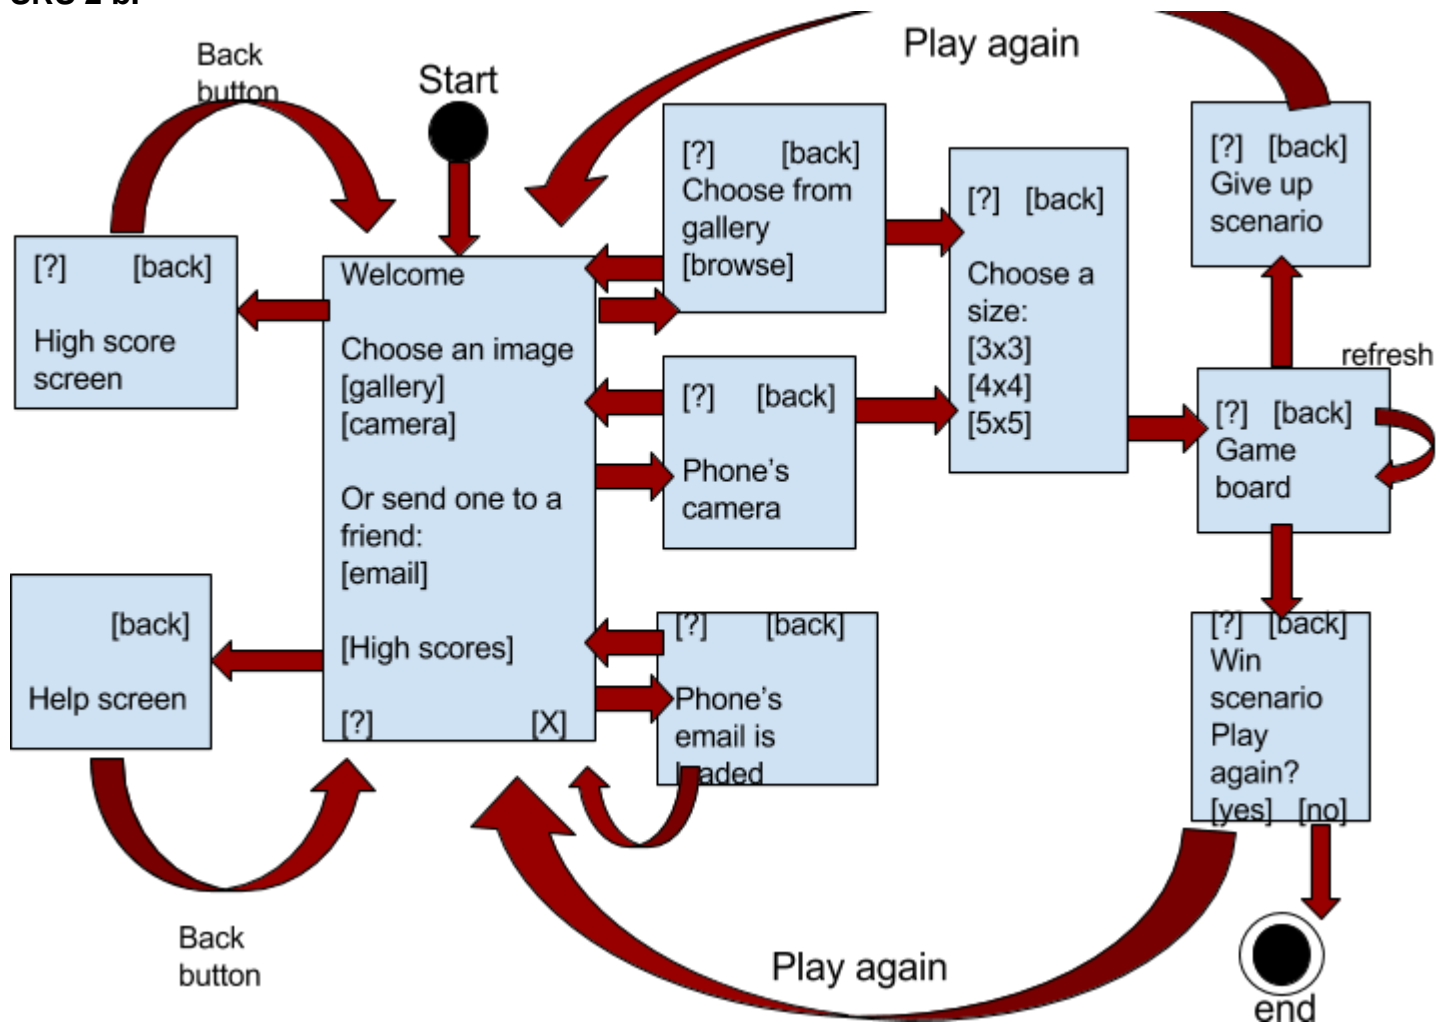 Back
button
Start
Play again
[?] [back]
Choose from
gallery
[browse]
[?] [back]
Choose a
size:
[3x3]
[4x4]
[5x5]
[?] [back]
Give up
scenario
[?] [back]
High score
screen
Welcome
Choose an image
[gallery]
[camera]
Or send one to a
friend:
[email]
[High scores]
[?] [X]
[?] [back]
Phone's
camera
refresh
[?] [back]
Game
board
[back]
Help screen
[?] [back]
Phone's
email is
[?] [back]
Win
scenario
Play
again?
[yes] [no]
Back
button
Play again
end